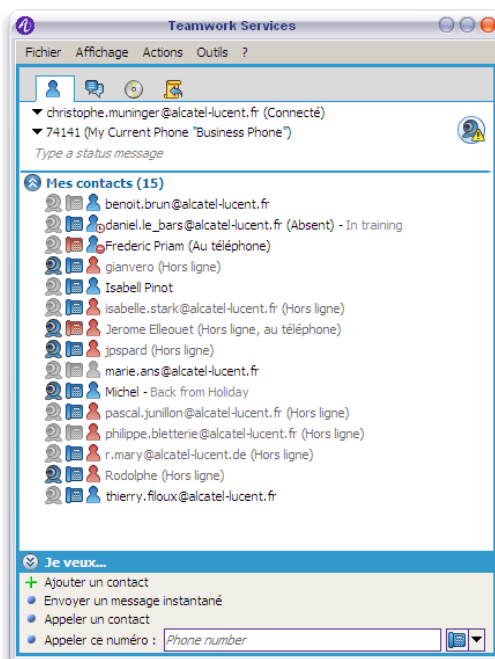 Teamwork Services
Fichier Affichage Actions Outils ?
christophe.muninger@alcatel-lucent.fr (Connecté)
74141 (My Current Phone "Business Phone")
Type a status message
Mes contacts (15)
benoit.brun@alcatel-lucent.fr
daniel.le_bars@alcatel-lucent.fr (Absent) - In training
Frederic Priam (Au téléphone)
gianvero (Hors ligne)
Isabell Pinot
isabelle.stark@alcatel-lucent.fr (Hors ligne)
Jerome Elleouet (Hors ligne, au téléphone)
jpspard (Hors ligne)
marie.ans@alcatel-lucent.fr
Michel - Back from Holiday
pascal.junillon@alcatel-lucent.fr (Hors ligne)
philippe.bletterie@alcatel-lucent.fr (Hors ligne)
r.mary@alcatel-lucent.de (Hors ligne)
Rodolphe (Hors ligne)
thierry.filoux@alcatel-lucent.fr
Je veux...
Ajouter un contact
Envoyer un message instantané
Appeler un contact
Appeler ce numéro : Phone number